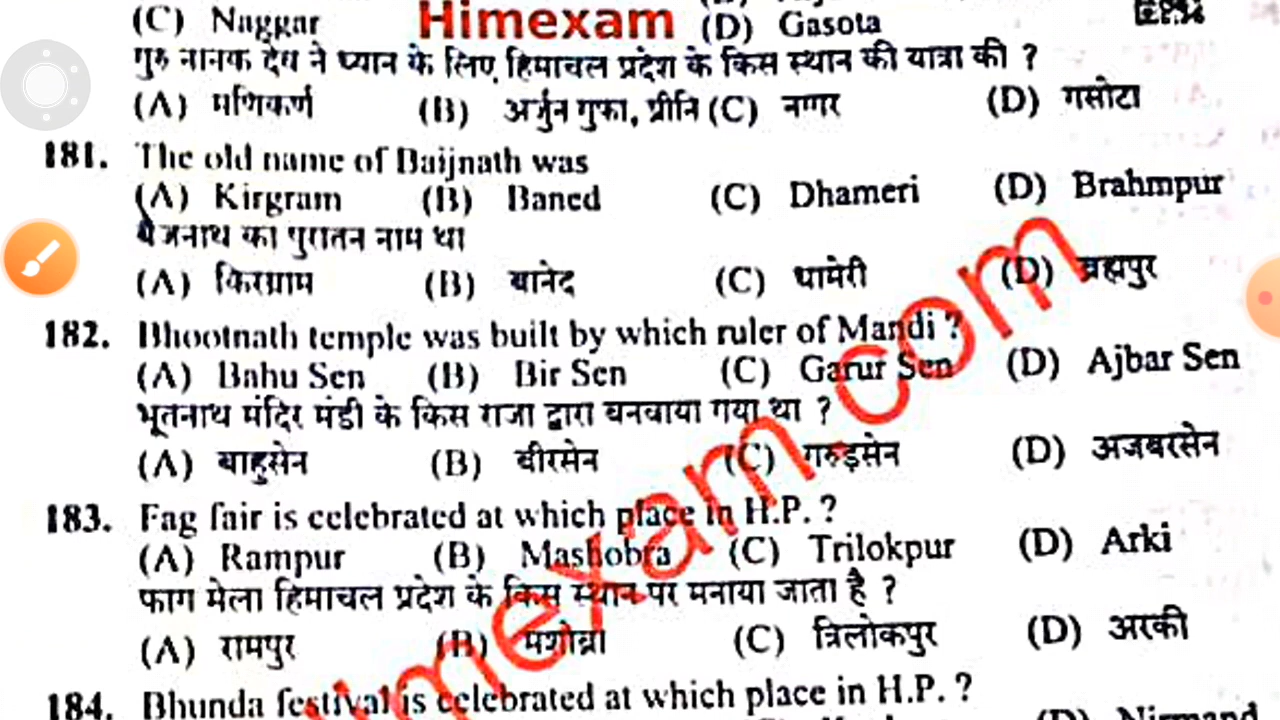 (C) Naggar Himexam (D) Gasota
गुरु नानक देव ने ध्यान के लिए हिमाचल प्रदेश के किस स्थान की यात्रा की ?
(A) मणिकर्ण (B) अर्जुन गुफा, प्रीनि (C) नग्गर (D) गसोटा
181. The old name of Baijnath was
(A) Kirgram (B) Baned (C) Dhameri (D) Brahmpur
बैजनाथ का पुरातन नाम था
(A) किरग्राम (B) बानेद (C) धामेरी (D) ब्रह्मपुर
182. Bhootnath temple was built by which ruler of Mandi ?
(A) Bahu Sen (B) Bir Sen (C) Garur Sen (D) Ajbar Sen
भूतनाथ मंदिर मंडी के किस राजा द्वारा बनवाया गया था ?
(A) बाहुसेन (B) बीरसेन (C) गरुड़सेन (D) अजबरसेन
183. Fag fair is celebrated at which place in H.P. ?
(A) Rampur (B) Mashobra (C) Trilokpur (D) Arki
फाग मेला हिमाचल प्रदेश के किस स्थान पर मनाया जाता है ?
(A) रामपुर (B) मशोब्रा (C) त्रिलोकपुर (D) अरकी
184. Bhunda festival is celebrated at which place in H.P. ?
(D) Nirmand
himexam.com